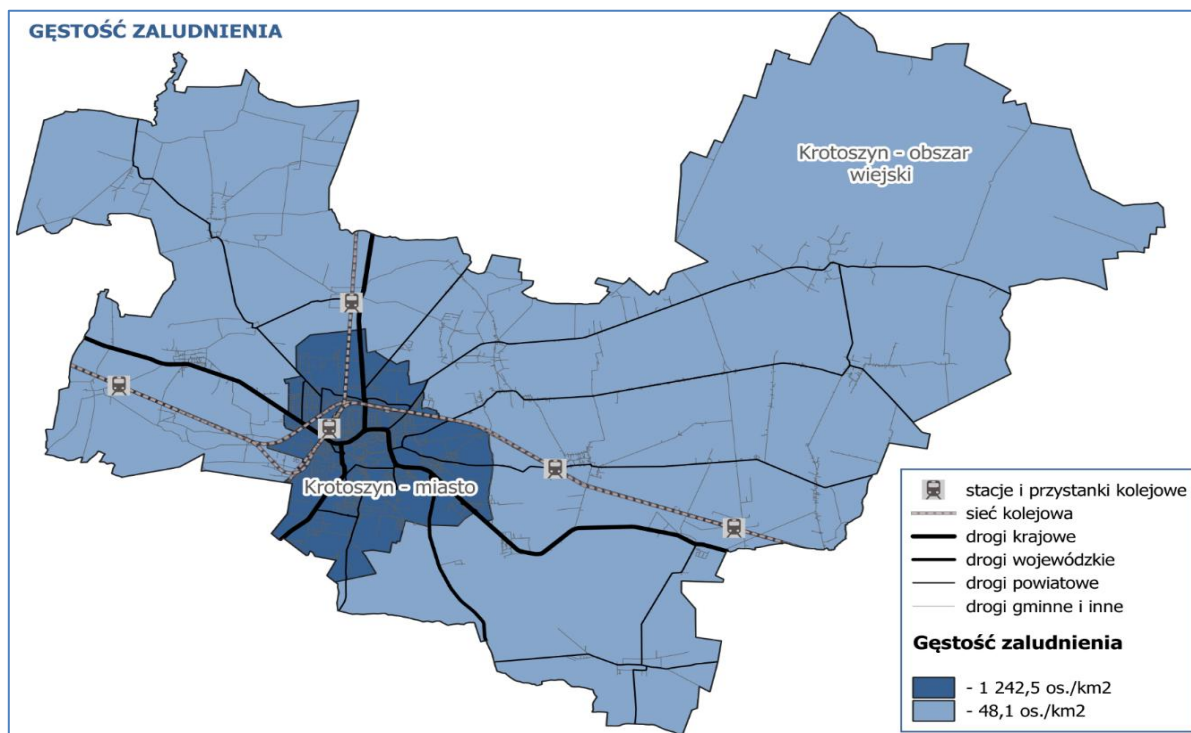 GĘSTOŚĆ ZALUDNIENIA
Krotoszyn - obszar
wiejski
Krotoszyn - miasto
stacje i przystanki kolejowe
sieć kolejowa
drogi krajowe
drogi wojewódzkie
drogi powiatowe
drogi gminne i inne
Gęstość zaludnienia
- 1 242,5 os./km2
- 48,1 os./km2